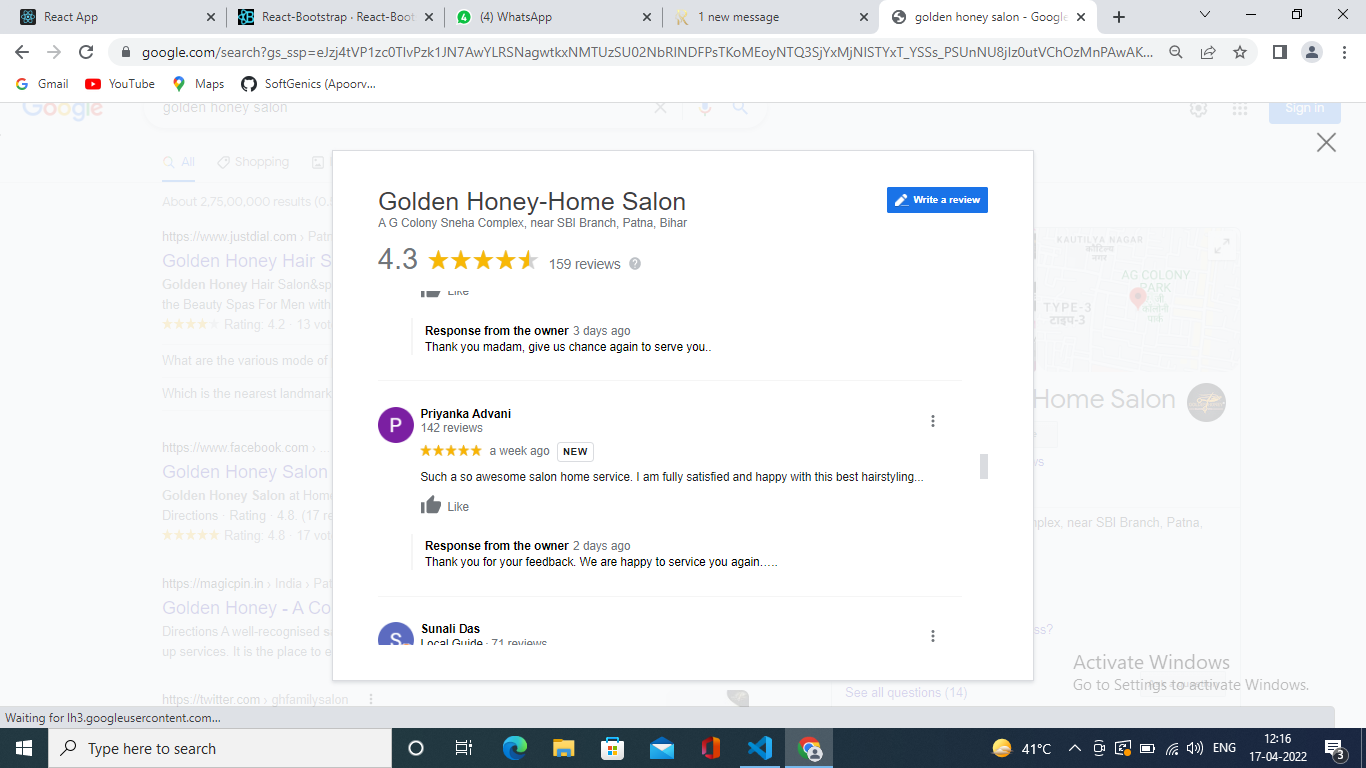 React App
React-Bootstrap · React-Boot
(4) WhatsApp
1 new message
golden honey salon - Google
google.com/search?gs_ssp=eJzj4tVP1zc0TIvPzk1JN7AwYLRSNagwtkxNMTUzSU02NbRINDFPsTKoMEoyNTQ3SjYxMjNISTYxT_YSSs_PSUnNU8jIz0utVChOzMnPAwAK...
Gmail
YouTube
Maps
SoftGenics (Apoorv...
Google
golden honey salon
Sign in
All
Shopping
About 2,75,00,000 results (0.
https://www.justdial.com › Patn
Golden Honey Hair S
Golden Honey Hair Salon&sp
the Beauty Spas For Men with
Rating: 4.2 · 13 vot
What are the various mode of
Which is the nearest landmark
https://www.facebook.com ›
Golden Honey Salon
Golden Honey Salon at Home
Directions · Rating · 4.8. (17 re
Rating: 4.8 · 17 vot
https://magicpin.in › India › Pat
Golden Honey - A Co
Directions A well-recognised sa
up services. It is the place to e
https://twitter.com › ghfamilysalon
Golden Honey-Home Salon
Write a review
A G Colony Sneha Complex, near SBI Branch, Patna, Bihar
4.3
159 reviews
Like
Response from the owner 3 days ago
Thank you madam, give us chance again to serve you..
P
Priyanka Advani
142 reviews
a week ago
NEW
Such a so awesome salon home service. I am fully satisfied and happy with this best hairstyling...
Like
Response from the owner 2 days ago
Thank you for your feedback. We are happy to service you again…..
S
Sunali Das
Local Guide · 71 reviews
KAUTILYA NAGAR
कौटिल्य
नगर
AG COLONY
PARK
TYPE-3
टाइप-3
Home Salon
ws
mplex, near SBI Branch, Patna,
ss?
See all questions (14)
Activate Windows
Go to Settings to activate Windows.
Waiting for lh3.googleusercontent.com...
Type here to search
41°C
ENG
12:16
17-04-2022
3